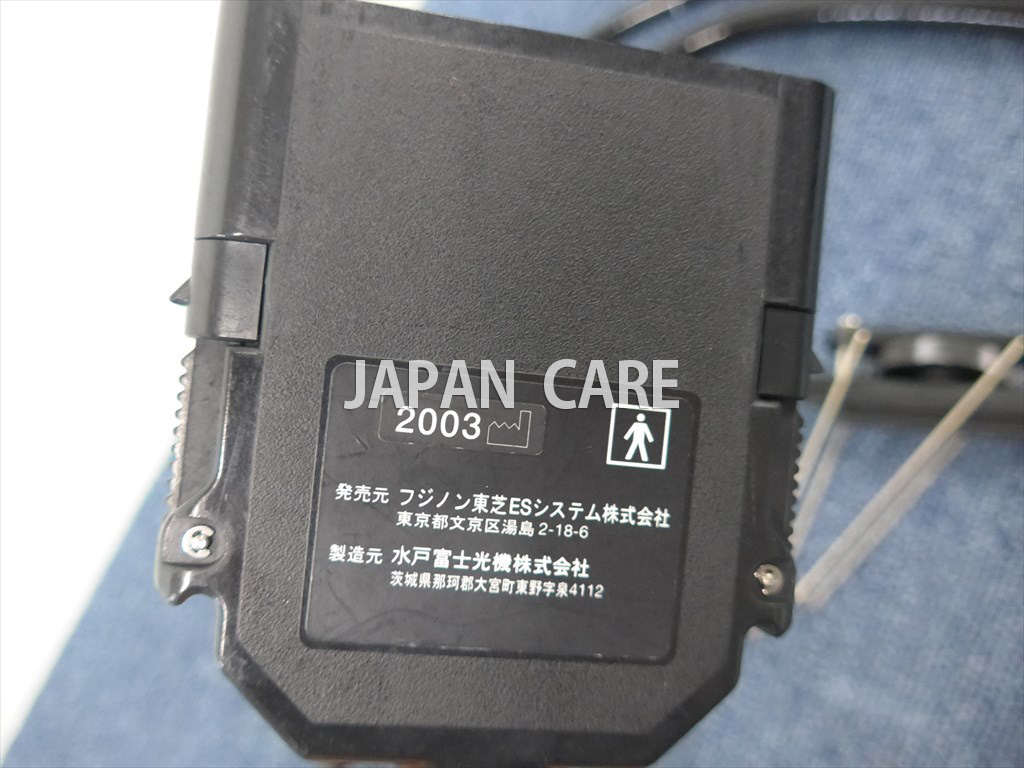 JAPAN CARE
2003
発売元 フジノン東芝ESシステム株式会社
東京都文京区湯島2-18-6
製造元 水戸富士光機株式会社
茨城県那珂郡大宮町東野字泉4112